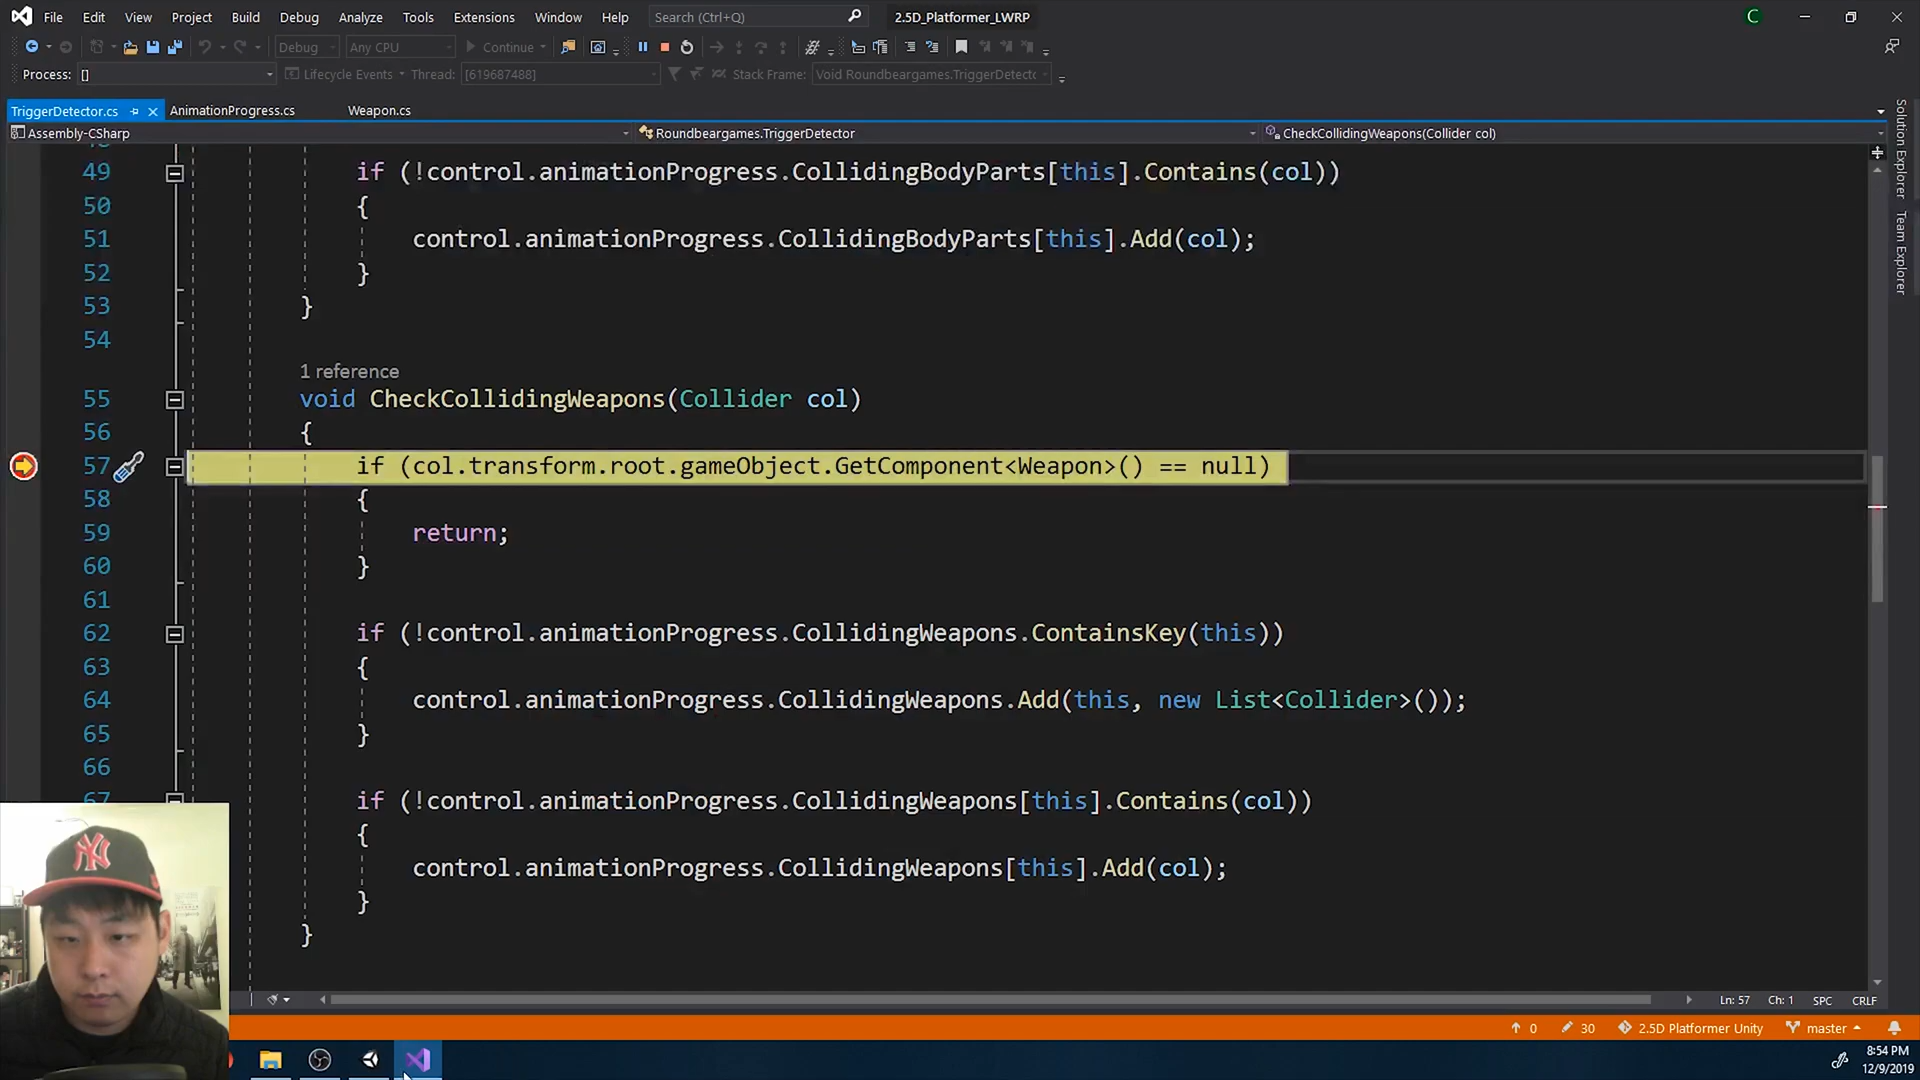 File Edit View Project Build Debug Analyze Tools Extensions Window Help Search (Ctrl+Q) 2.5D_Platformer_LWRP C
Debug Any CPU Continue
Process: [] Lifecycle Events Thread: [619687488] Stack Frame: Void Roundbeargames.TriggerDetecto
TriggerDetector.cs AnimationProgress.cs Weapon.cs
Assembly-CSharp Roundbeargames.TriggerDetector CheckCollidingWeapons(Collider col)
49 if (!control.animationProgress.CollidingBodyParts[this].Contains(col))
50 {
51 control.animationProgress.CollidingBodyParts[this].Add(col);
52 }
53 }
54
1 reference
55 void CheckCollidingWeapons(Collider col)
56 {
57 if (col.transform.root.gameObject.GetComponent<Weapon>() == null)
58 {
59 return;
60 }
61
62 if (!control.animationProgress.CollidingWeapons.ContainsKey(this))
63 {
64 control.animationProgress.CollidingWeapons.Add(this, new List<Collider>());
65 }
66
67 if (!control.animationProgress.CollidingWeapons[this].Contains(col))
{
control.animationProgress.CollidingWeapons[this].Add(col);
}
}
Solution Explorer
Team Explorer
NY
Ln: 57 Ch: 1 SPC CRLF
0 30 2.5D Platformer Unity master
8:54 PM
12/9/2019